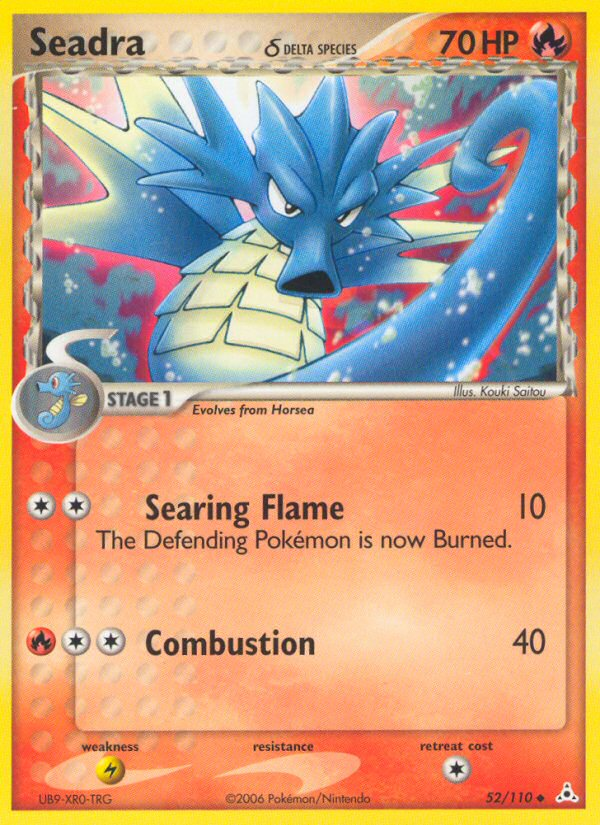 Seadra δ DELTA SPECIES 70 HP
Illus. Kouki Saitou
STAGE 1
Evolves from Horsea
Searing Flame 10
The Defending Pokémon is now Burned.
Combustion 40
weakness resistance retreat cost
UB9-XR0-TRG ©2006 Pokémon/Nintendo 52/110